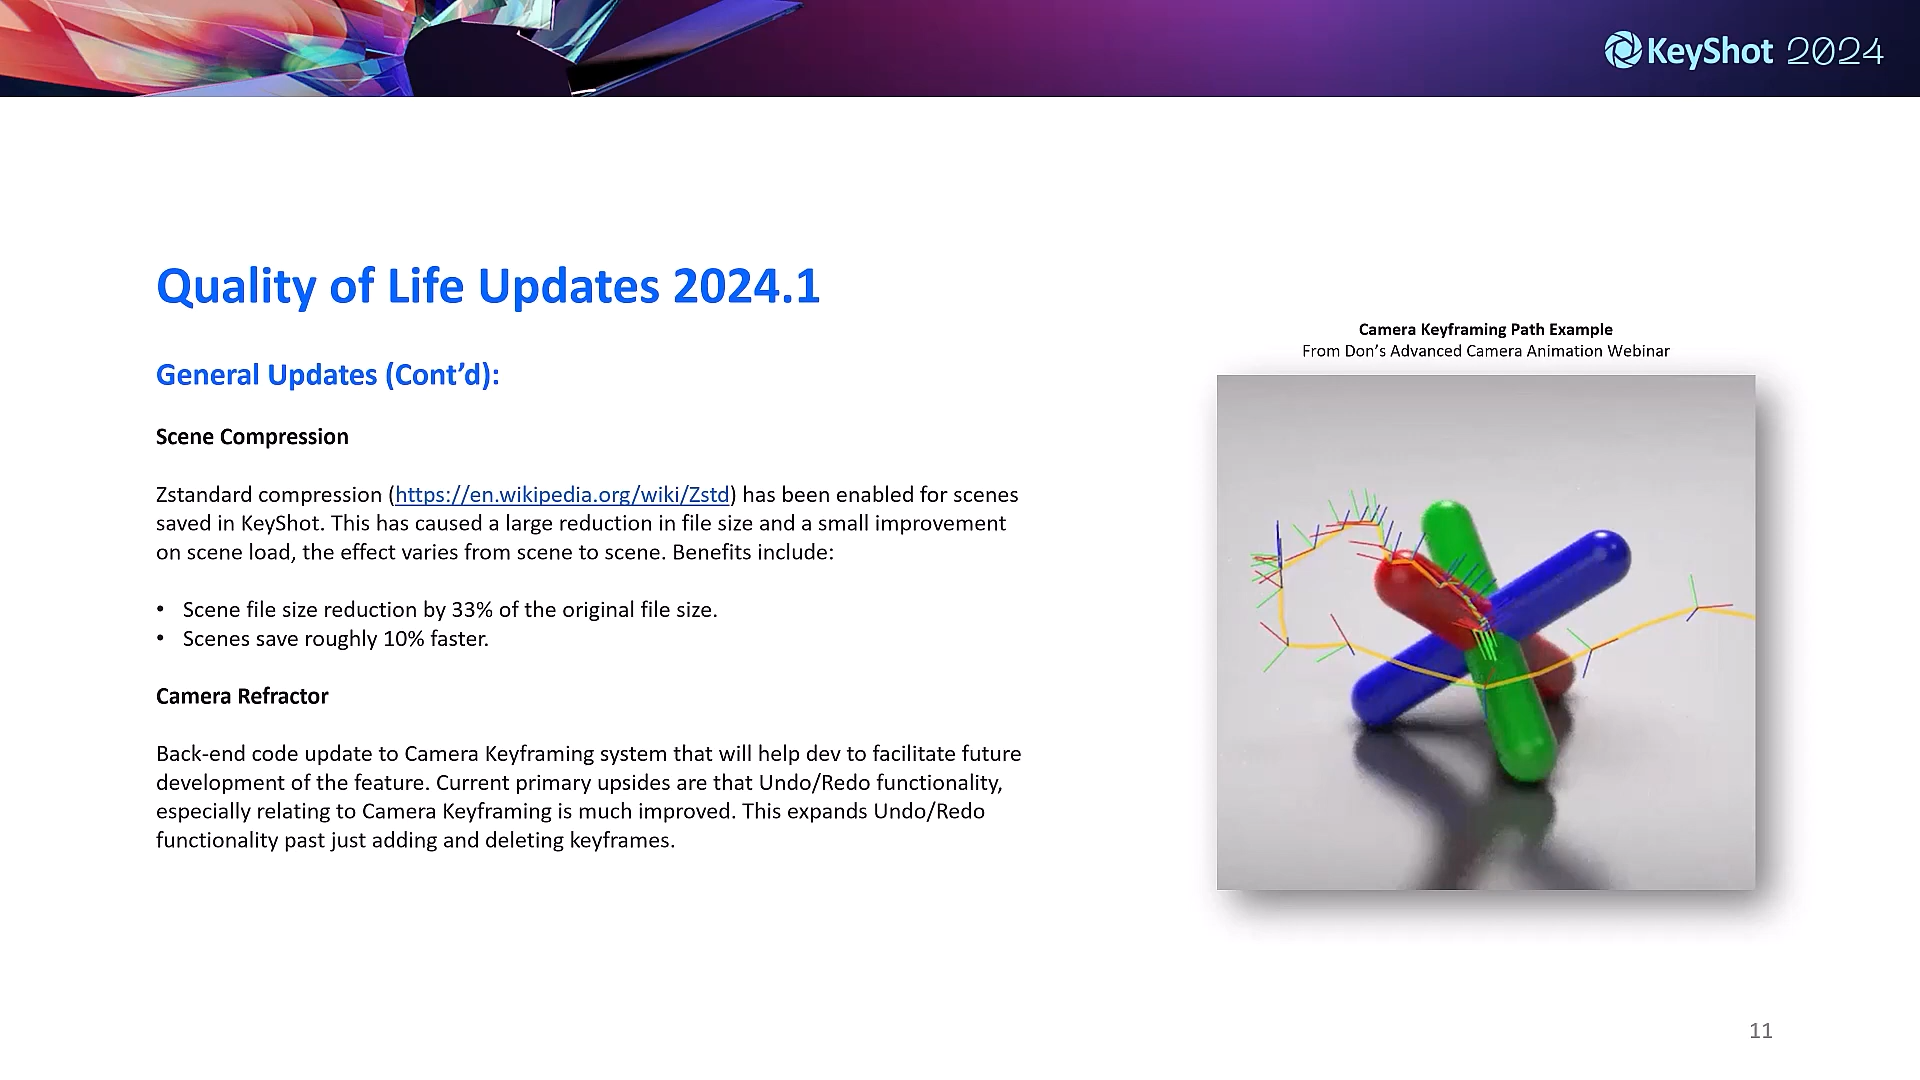 KeyShot 2024
Quality of Life Updates 2024.1
General Updates (Cont’d):
Scene Compression
Zstandard compression (https://en.wikipedia.org/wiki/Zstd) has been enabled for scenes
saved in KeyShot. This has caused a large reduction in file size and a small improvement
on scene load, the effect varies from scene to scene. Benefits include:
• Scene file size reduction by 33% of the original file size.
• Scenes save roughly 10% faster.
Camera Refractor
Back-end code update to Camera Keyframing system that will help dev to facilitate future
development of the feature. Current primary upsides are that Undo/Redo functionality,
especially relating to Camera Keyframing is much improved. This expands Undo/Redo
functionality past just adding and deleting keyframes.
Camera Keyframing Path Example
From Don’s Advanced Camera Animation Webinar
11